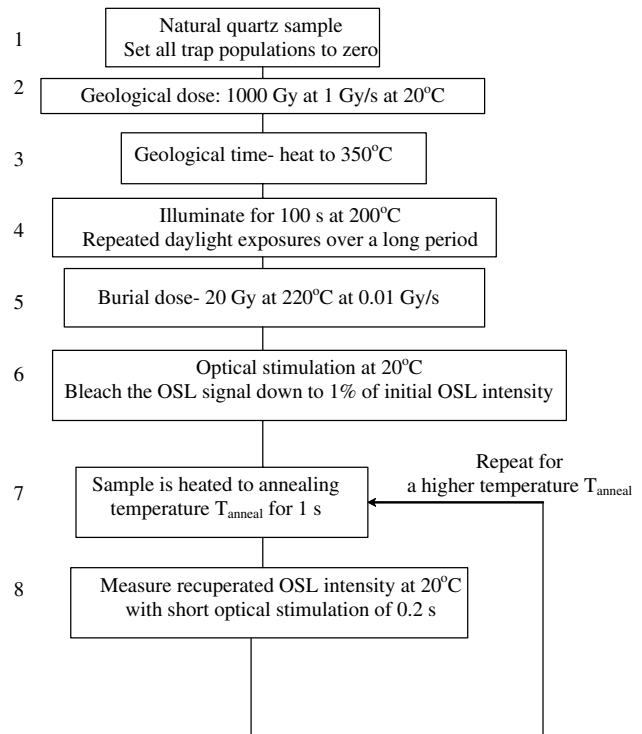 1
Natural quartz sample
Set all trap populations to zero
2
Geological dose: 1000 Gy at 1 Gy/s at 20°C
3
Geological time- heat to 350°C
4
Illuminate for 100 s at 200°C
Repeated daylight exposures over a long period
5
Burial dose- 20 Gy at 220°C at 0.01 Gy/s
6
Optical stimulation at 20°C
Bleach the OSL signal down to 1% of initial OSL intensity
7
Sample is heated to annealing
temperature Tanneal for 1 s
Repeat for
a higher temperature Tanneal
8
Measure recuperated OSL intensity at 20°C
with short optical stimulation of 0.2 s